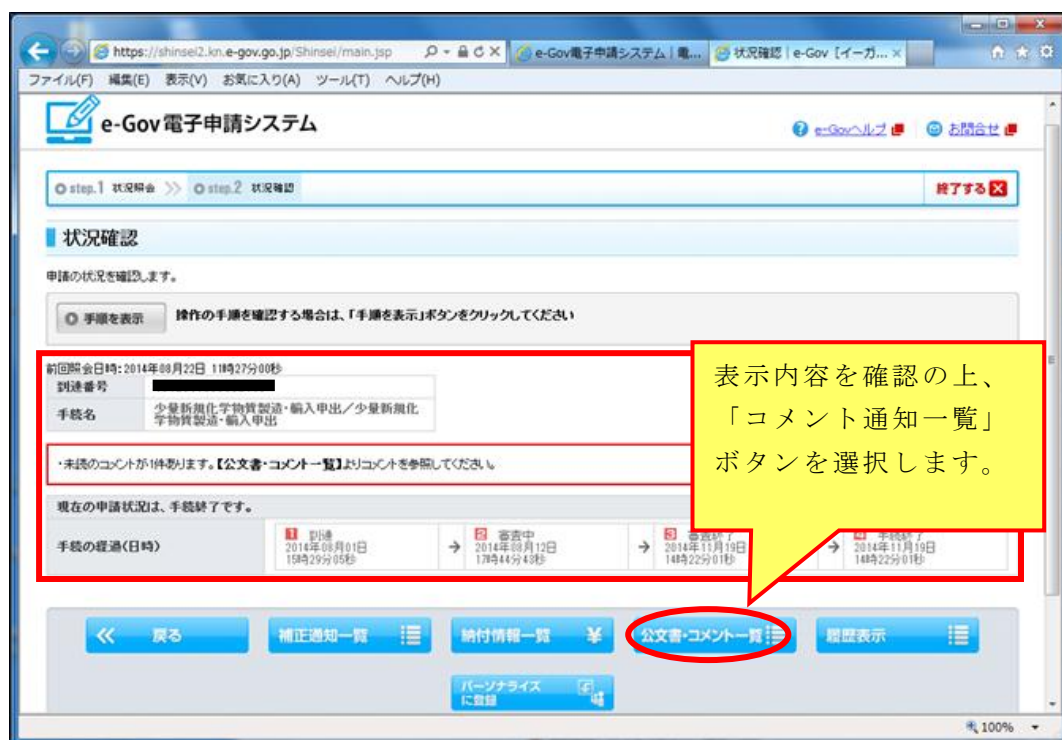 https://shinsei2.kn.e-gov.go.jp/Shinsei/main.jsp
e-Gov電子申請システム | 電...
状況確認 | e-Gov [イーガ...
ファイル(F) 編集(E) 表示(V) お気に入り(A) ツール(T) ヘルプ(H)
e-Gov電子申請システム
e-Govヘルプ
お問合せ
step.1 状況照会 step.2 状況確認
終了する
状況確認
申請の状況を確認します。
手順を表示
操作の手順を確認する場合は、「手順を表示」ボタンをクリックしてください
前回照会日時:2014年08月22日 11時27分00秒
到達番号
手続名
少量新規化学物質製造・輸入申出/少量新規化
学物質製造・輸入申出
・未読のコメントが1件あります。【公文書・コメント一覧】よりコメントを参照してください。
現在の申請状況は、手続終了です。
手続の経過(日時)
1 到達
2014年08月01日
15時29分05秒
→
2 審査中
2014年08月12日
17時44分43秒
→
3 審査終了
2014年11月19日
14時22分01秒
→
4 手続終了
2014年11月19日
14時22分01秒
表示内容を確認の上、
「コメント通知一覧」
ボタンを選択します。
戻る
補正通知一覧
納付情報一覧 ¥
公文書・コメント一覧
履歴表示
パーソナライズ
に登録
100%